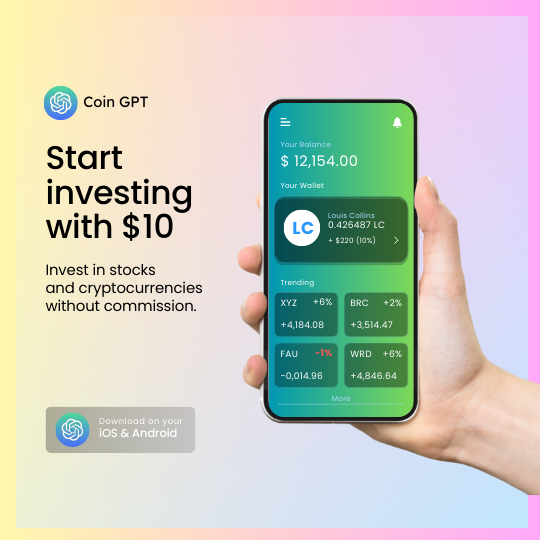 Coin GPT
Start
investing
with $10
Invest in stocks
and cryptocurrencies
without commission.
Download on your
iOS & Android
Your Balance
$ 12,154.00
Your Wallet
LC
Louis Collins
0.426487 LC
+ $220 (10%)
Trending
XYZ +6%
+4,184.08
BRC +2%
+3,514.47
FAU -1%
-0,014.96
WRD +6%
+4,846.64
More